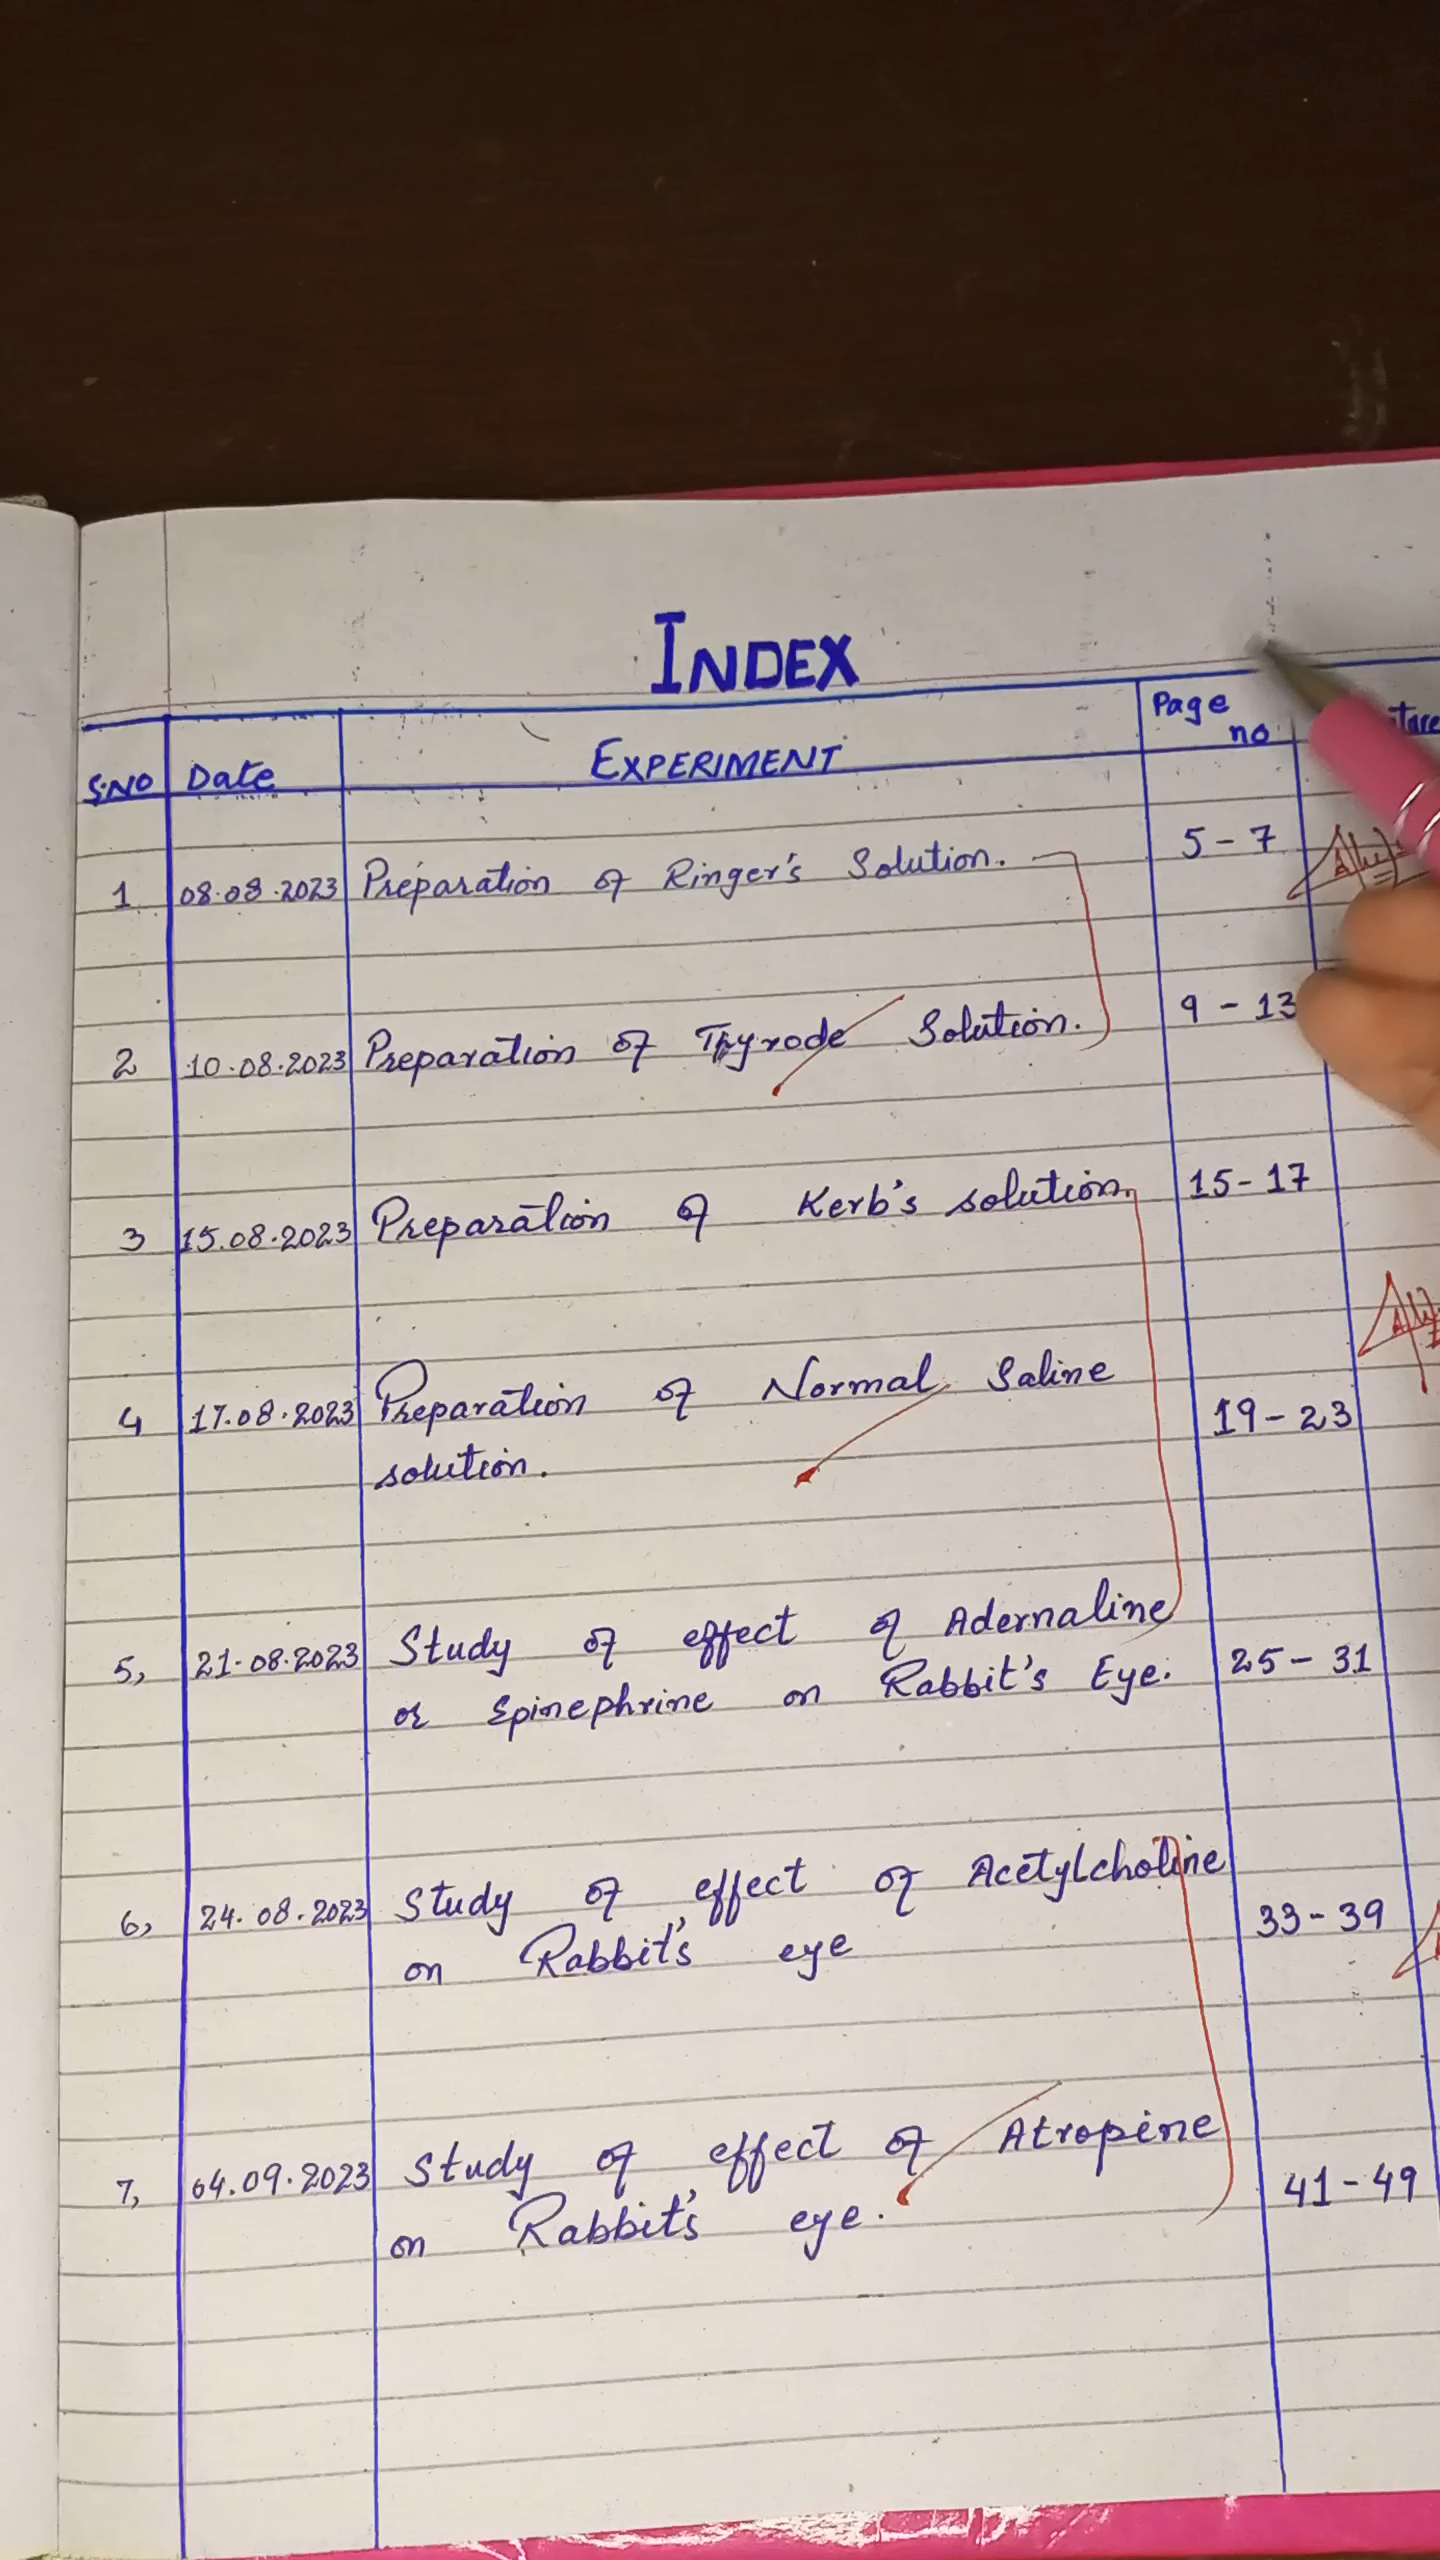 INDEX
S.NO Date EXPERIMENT Page
no
1 08.08.2023 Preparation of Ringer's Solution. 5-7
2 10.08.2023 Preparation of Thyrode Solution. 9-13
3 15.08.2023 Preparation of Kerb's solution. 15-17
4 17.08.2023 Preparation of Normal Saline
solution. 19-23
5, 21.08.2023 Study of effect of Adernaline
or Epinephrine on Rabbit's Eye. 25-31
6, 24.08.2023 Study of effect of Acetylcholine
on Rabbit's eye 33-39
7, 04.09.2023 Study of effect of Atropine
on Rabbit's eye. 41-49